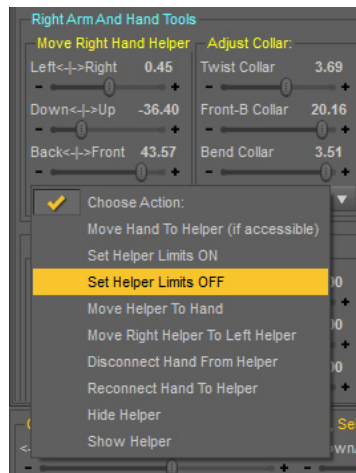 Right Arm And Hand Tools
Move Right Hand Helper Adjust Collar:
Left<-|->Right 0.45 Twist Collar 3.69
- +
Down<-|->Up -36.40 Front-B Collar 20.16
- +
Back<-|->Front 43.57 Bend Collar 3.51
- +
Choose Action:
Move Hand To Helper (if accessible)
Set Helper Limits ON
Set Helper Limits OFF
Move Helper To Hand
Move Right Helper To Left Helper
Disconnect Hand From Helper
Reconnect Hand To Helper
Hide Helper
Show Helper